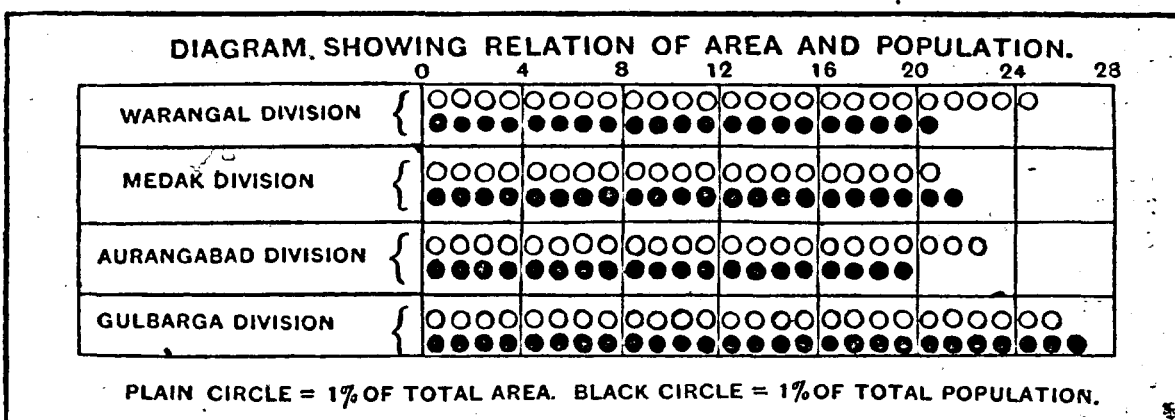 DIAGRAM. SHOWING RELATION OF AREA AND POPULATION.
0 4 8 12 16 20 24 28
WARANGAL DIVISION
MEDAK DIVISION
AURANGABAD DIVISION
GULBARGA DIVISION
PLAIN CIRCLE = 1% OF TOTAL AREA. BLACK CIRCLE = 1% OF TOTAL POPULATION.